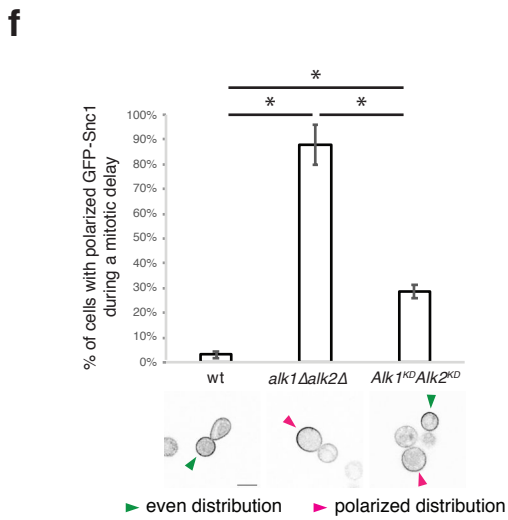 f
*
* *
% of cells with polarized GFP-Snc1
during a mitotic delay
100%
90%
80%
70%
60%
50%
40%
30%
20%
10%
0%
wt alk1Δalk2Δ Alk1ᴷᴰAlk2ᴷᴰ
► even distribution ► polarized distribution